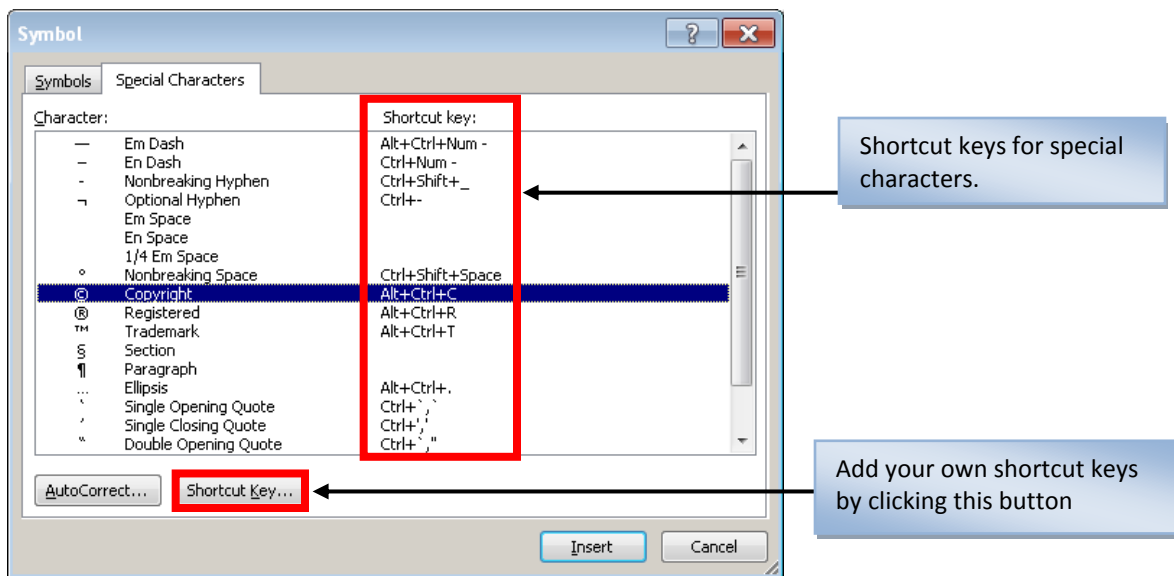 Symbol
Symbols Special Characters
Character: Shortcut key:
— Em Dash Alt+Ctrl+Num -
– En Dash Ctrl+Num -
- Nonbreaking Hyphen Ctrl+Shift+_
¬ Optional Hyphen Ctrl+-
Em Space
En Space
1/4 Em Space
° Nonbreaking Space Ctrl+Shift+Space
© Copyright Alt+Ctrl+C
® Registered Alt+Ctrl+R
™ Trademark Alt+Ctrl+T
§ Section
¶ Paragraph
… Ellipsis Alt+Ctrl+.
‘ Single Opening Quote Ctrl+`,`
’ Single Closing Quote Ctrl+','
“ Double Opening Quote Ctrl+`,"
AutoCorrect... Shortcut Key...
Insert Cancel
Shortcut keys for special
characters.
Add your own shortcut keys
by clicking this button